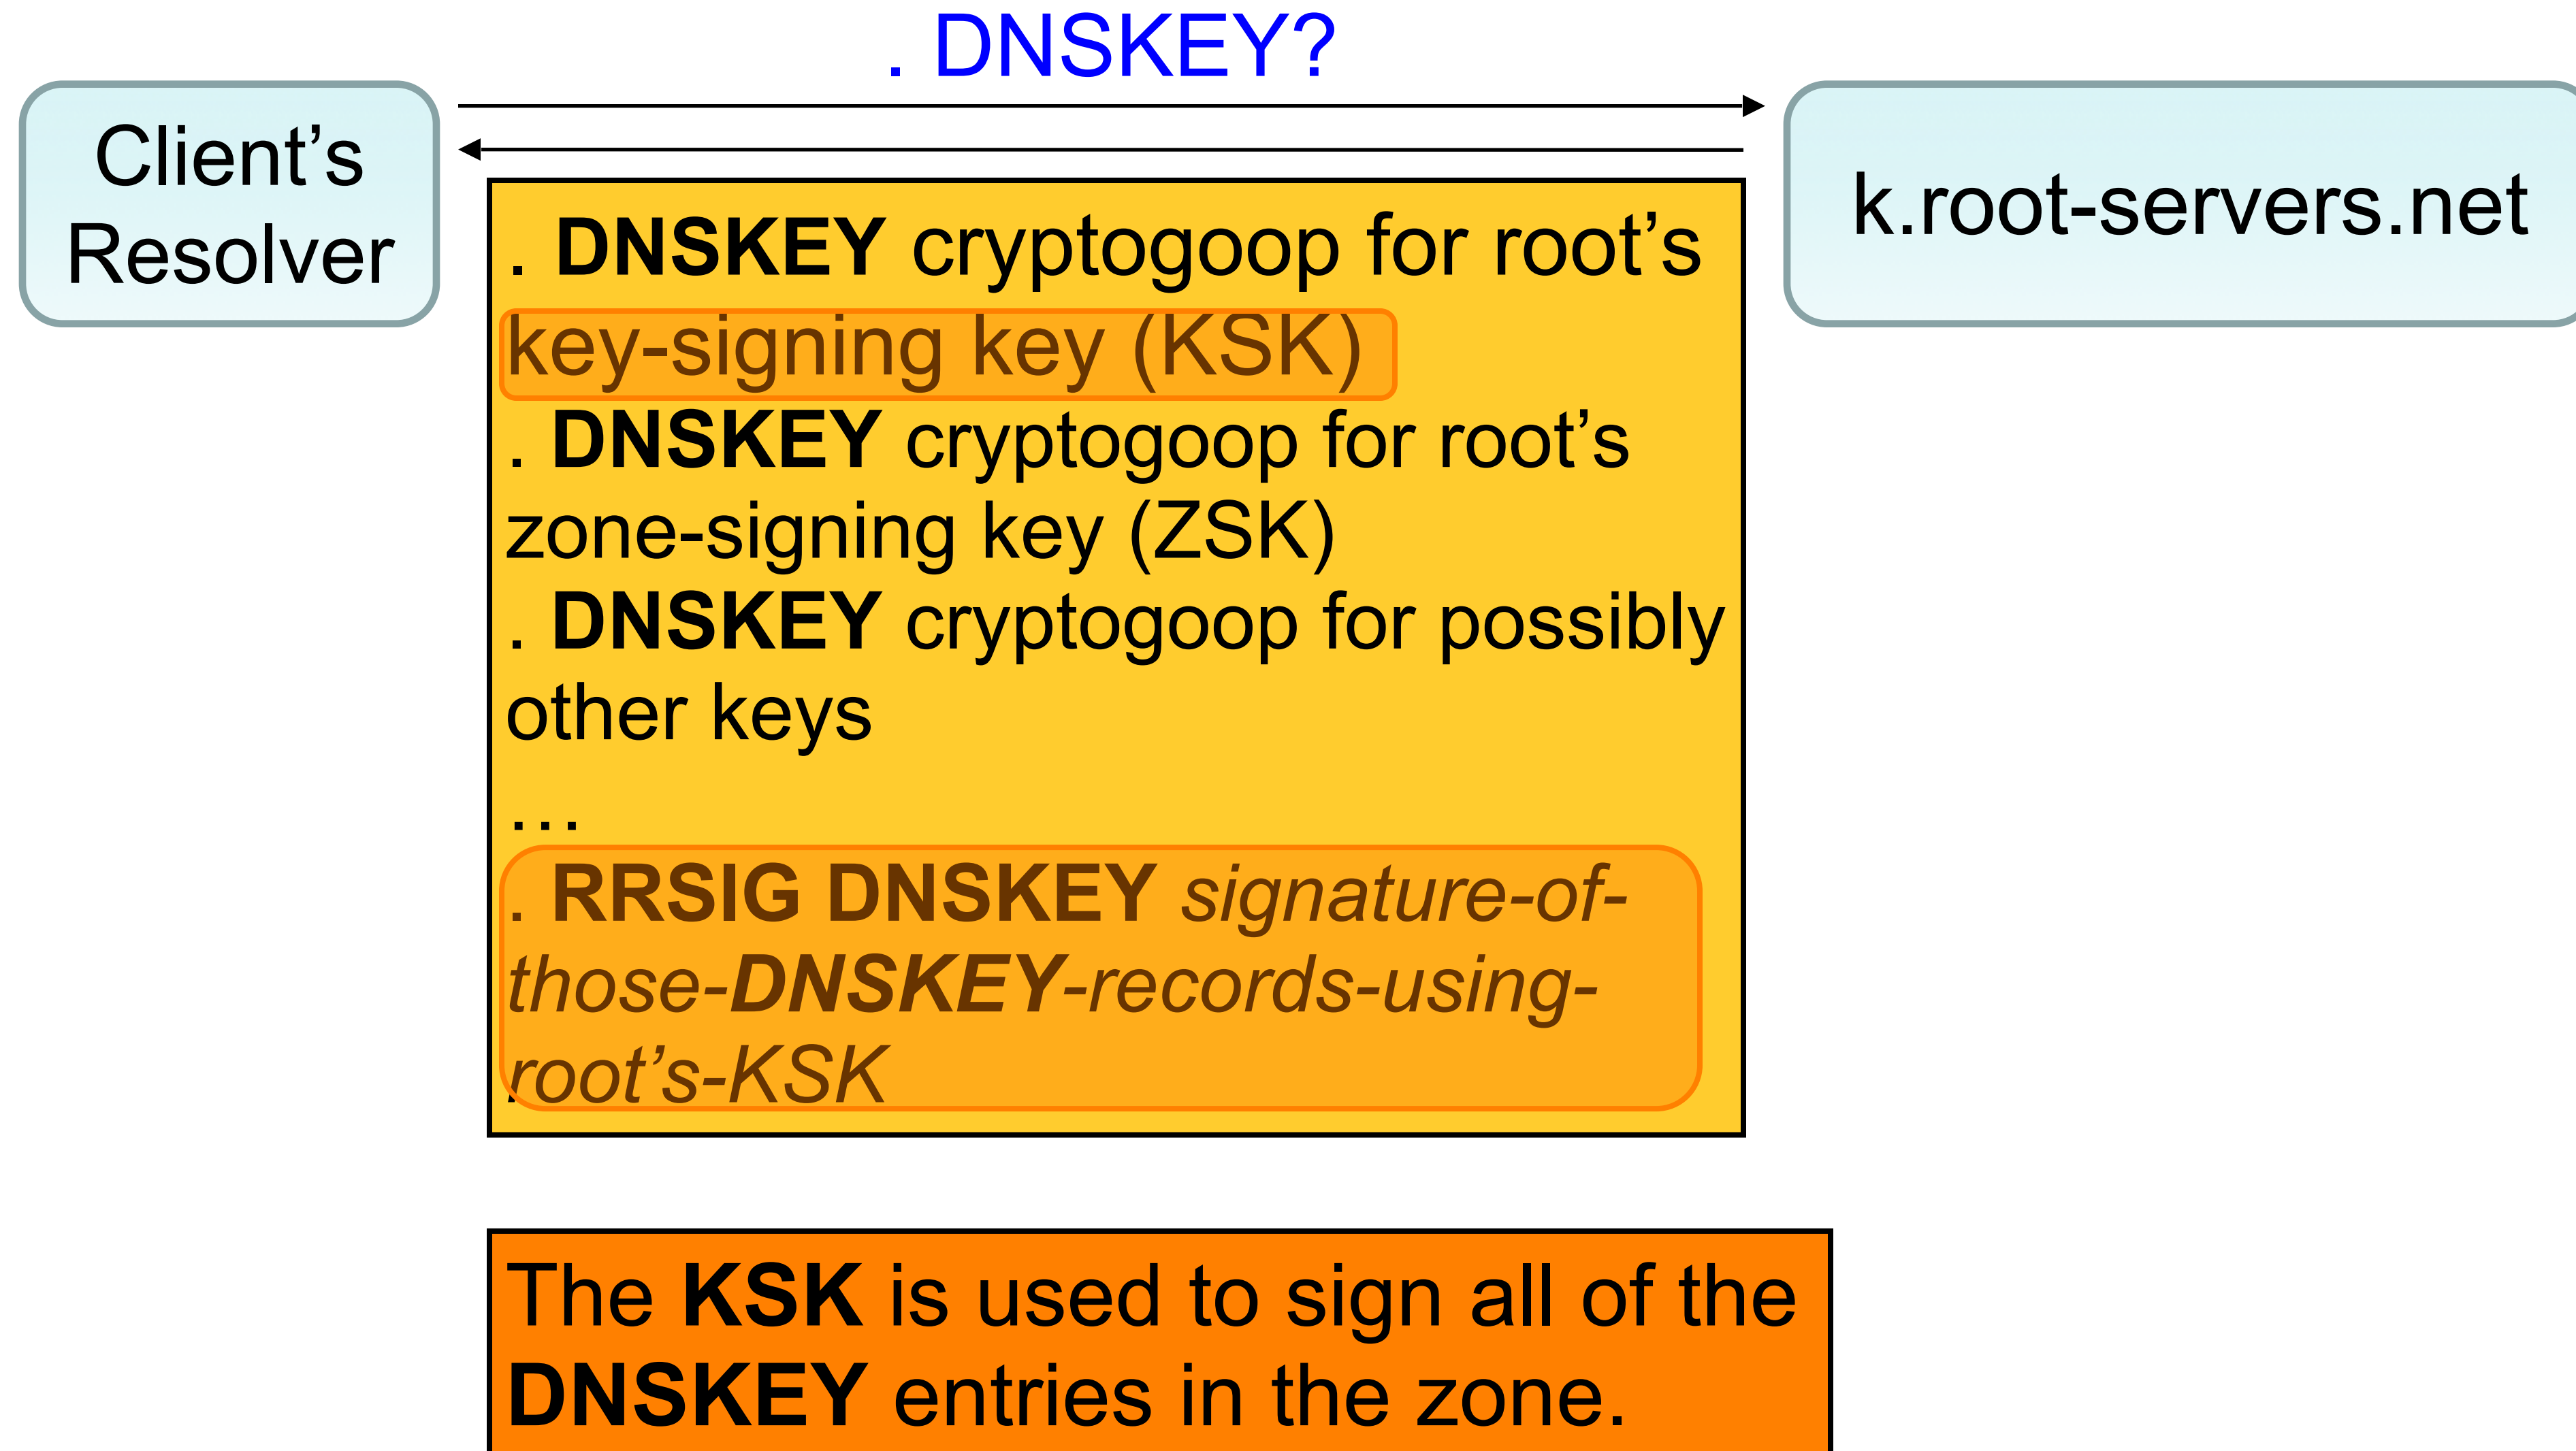 . DNSKEY?
Client’s
Resolver
k.root-servers.net
. DNSKEY cryptogoop for root’s
key-signing key (KSK)
. DNSKEY cryptogoop for root’s
zone-signing key (ZSK)
. DNSKEY cryptogoop for possibly
other keys
…
. RRSIG DNSKEY signature-of-
those-DNSKEY-records-using-
root’s-KSK
The KSK is used to sign all of the
DNSKEY entries in the zone.